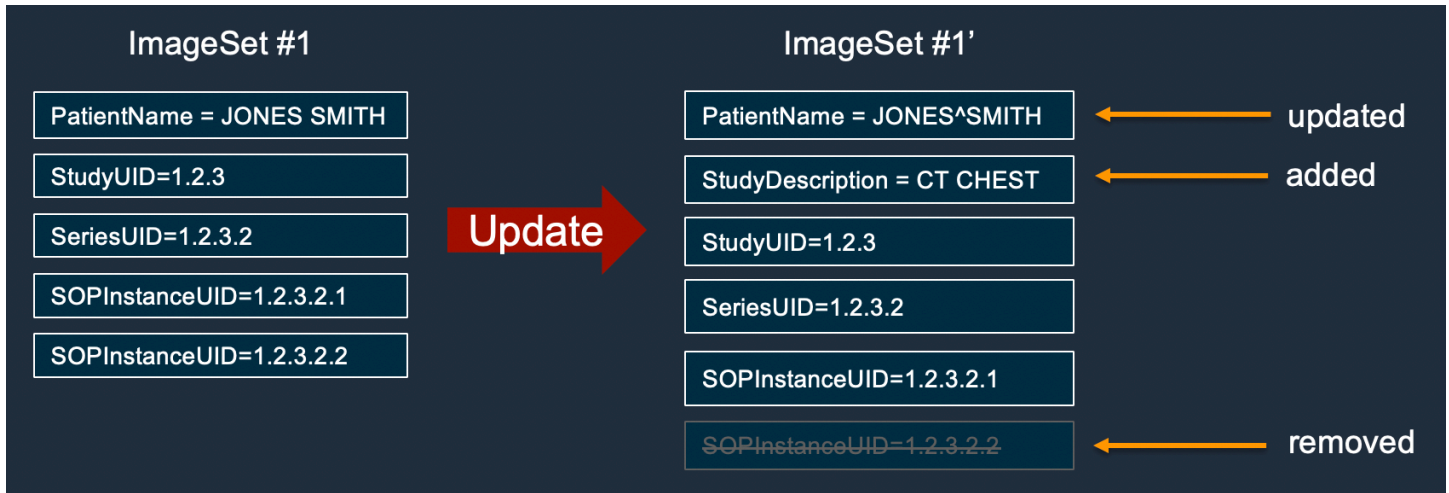 ImageSet #1
PatientName = JONES SMITH
StudyUID=1.2.3
SeriesUID=1.2.3.2
SOPInstanceUID=1.2.3.2.1
SOPInstanceUID=1.2.3.2.2
Update
ImageSet #1’
PatientName = JONES^SMITH
updated
StudyDescription = CT CHEST
added
StudyUID=1.2.3
SeriesUID=1.2.3.2
SOPInstanceUID=1.2.3.2.1
SOPInstanceUID=1.2.3.2.2
removed